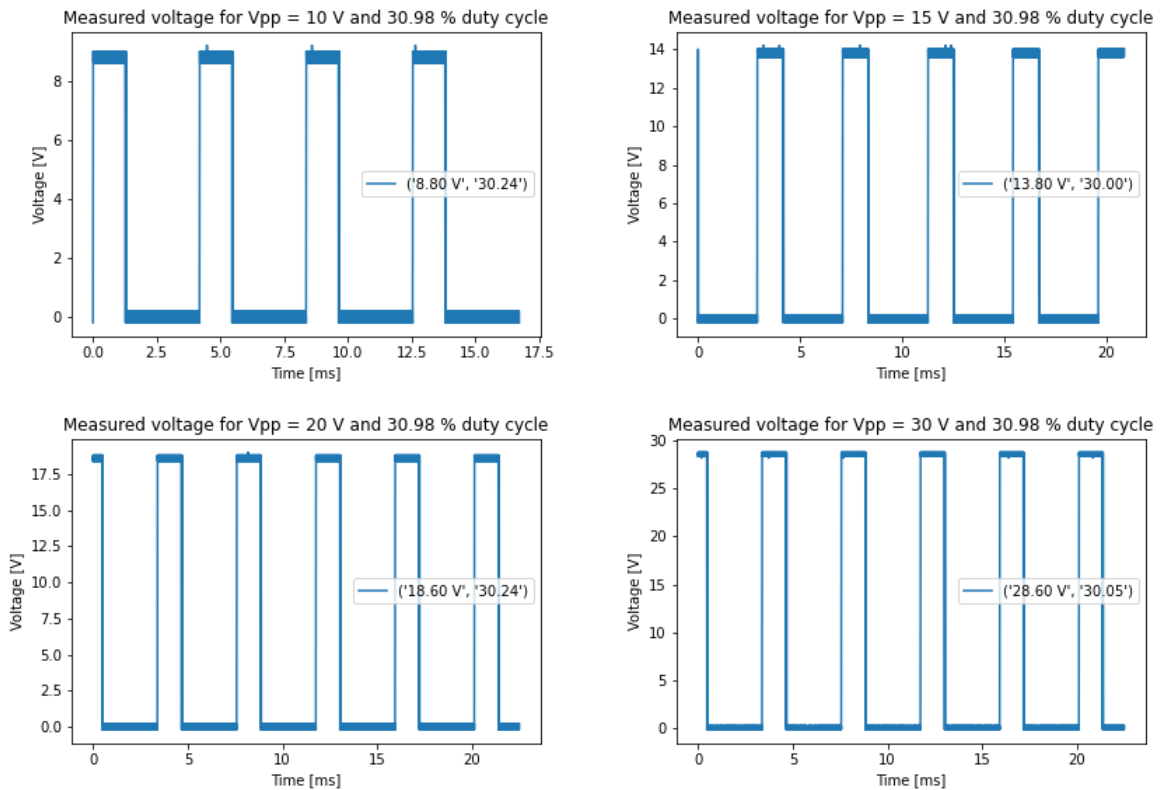 Measured voltage for Vpp = 10 V and 30.98 % duty cycle
8
6
4
2
0
Voltage [V]
('8.80 V', '30.24')
0.0 2.5 5.0 7.5 10.0 12.5 15.0 17.5
Time [ms]
Measured voltage for Vpp = 15 V and 30.98 % duty cycle
14
12
10
8
6
4
2
0
Voltage [V]
('13.80 V', '30.00')
0 5 10 15 20
Time [ms]
Measured voltage for Vpp = 20 V and 30.98 % duty cycle
17.5
15.0
12.5
10.0
7.5
5.0
2.5
0.0
Voltage [V]
('18.60 V', '30.24')
0 5 10 15 20
Time [ms]
Measured voltage for Vpp = 30 V and 30.98 % duty cycle
30
25
20
15
10
5
0
Voltage [V]
('28.60 V', '30.05')
0 5 10 15 20
Time [ms]